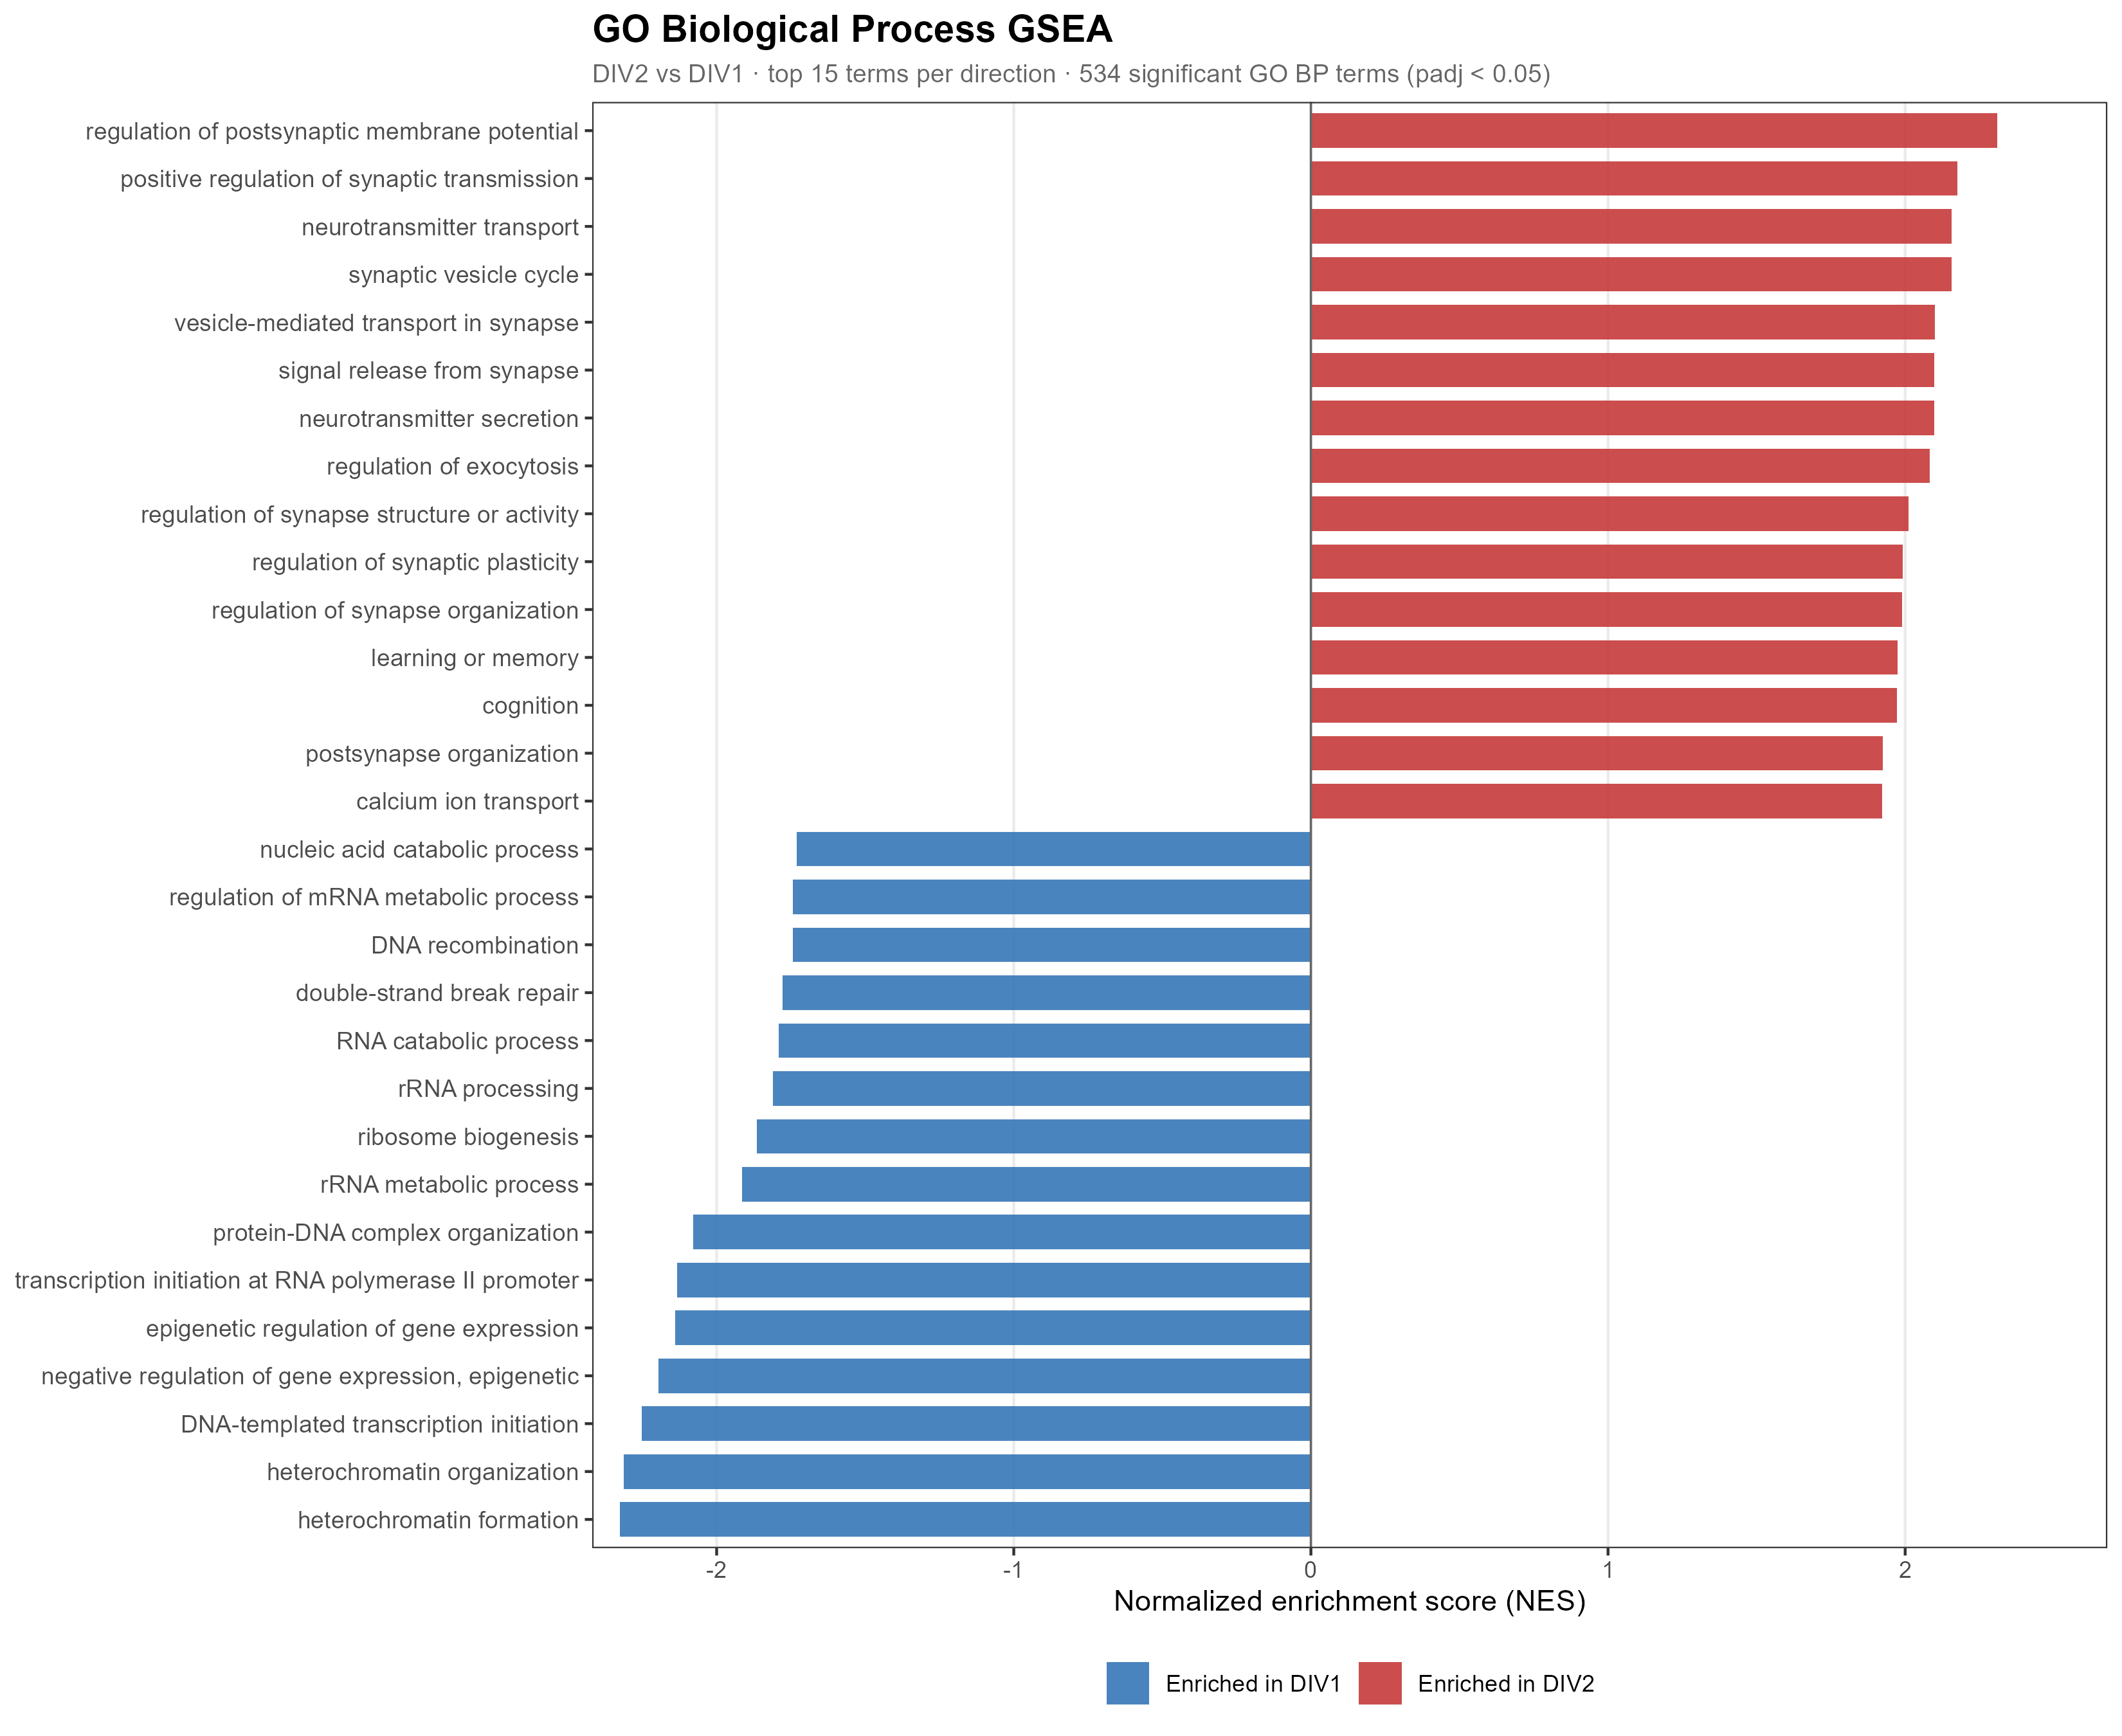 GO Biological Process GSEA
DIV2 vs DIV1 · top 15 terms per direction · 534 significant GO BP terms (padj < 0.05)
regulation of postsynaptic membrane potential
positive regulation of synaptic transmission
neurotransmitter transport
synaptic vesicle cycle
vesicle-mediated transport in synapse
signal release from synapse
neurotransmitter secretion
regulation of exocytosis
regulation of synapse structure or activity
regulation of synaptic plasticity
regulation of synapse organization
learning or memory
cognition
postsynapse organization
calcium ion transport
nucleic acid catabolic process
regulation of mRNA metabolic process
DNA recombination
double-strand break repair
RNA catabolic process
rRNA processing
ribosome biogenesis
rRNA metabolic process
protein-DNA complex organization
transcription initiation at RNA polymerase II promoter
epigenetic regulation of gene expression
negative regulation of gene expression, epigenetic
DNA-templated transcription initiation
heterochromatin organization
heterochromatin formation
-2 -1 0 1 2
Normalized enrichment score (NES)
Enriched in DIV1 Enriched in DIV2